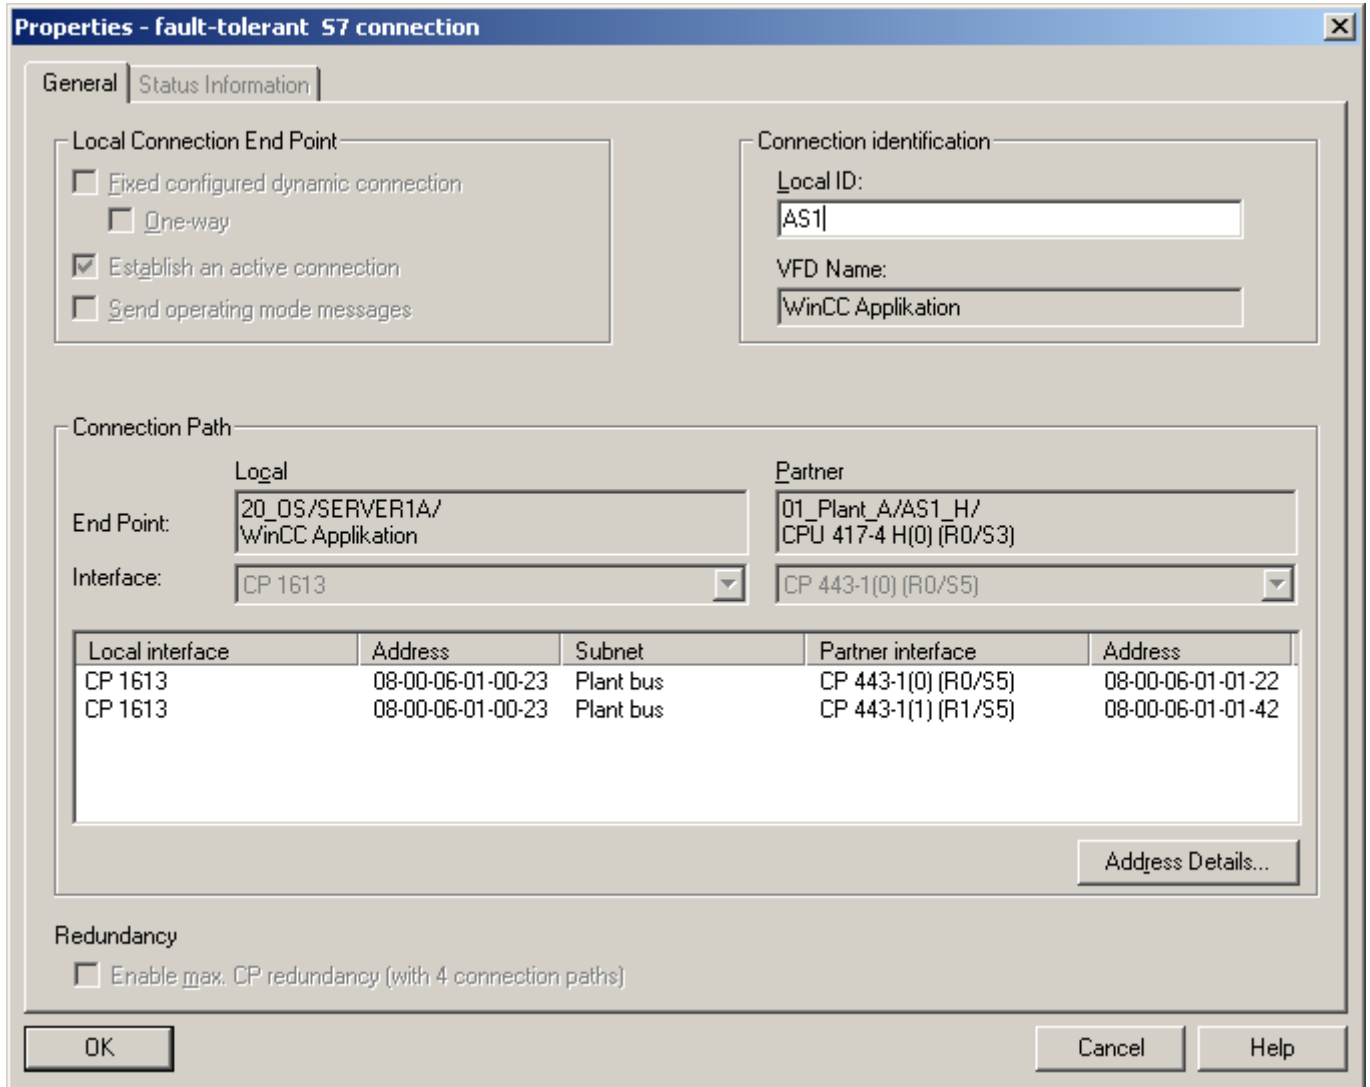 Properties - fault-tolerant  S7 connection
General
Status Information
Local Connection End Point
Fixed configured dynamic connection
One-way
Establish an active connection
Send operating mode messages
Connection identification
Local ID:
AS1
VFD Name:
WinCC Applikation
Connection Path
Local
Partner
End Point:
20_OS/SERVER1A/
WinCC Applikation
01_Plant_A/AS1_H/
CPU 417-4 H(0) (R0/S3)
Interface:
CP 1613
CP 443-1(0) (R0/S5)
Local interface Address Subnet Partner interface Address
CP 1613 08-00-06-01-00-23 Plant bus CP 443-1(0) (R0/S5) 08-00-06-01-01-22
CP 1613 08-00-06-01-00-23 Plant bus CP 443-1(1) (R1/S5) 08-00-06-01-01-42
Address Details...
Redundancy
Enable max. CP redundancy (with 4 connection paths)
OK
Cancel
Help